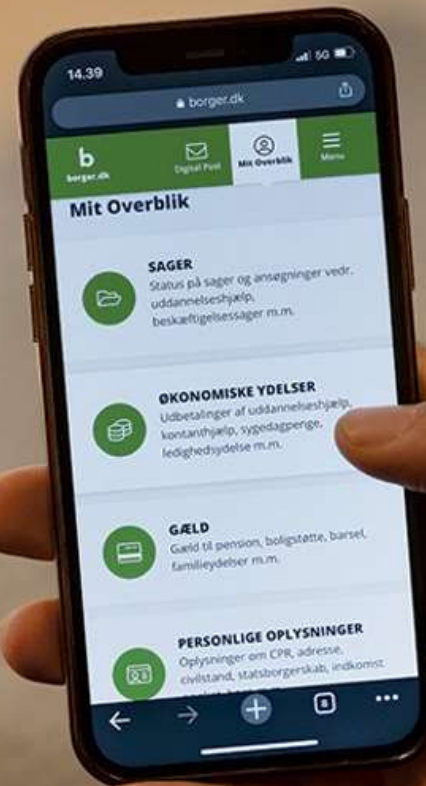 14.39
5G
borger.dk
b
borger.dk
Digital Post
Mit Overblik
Menu
Mit Overblik
SAGER
Status på sager og ansøgninger vedr.
uddannelseshjælp,
beskæftigelsessager m.m.
ØKONOMISKE YDELSER
Udbetalinger af uddannelseshjælp,
kontanthjælp, sygedagpenge,
ledighedsydelse m.m.
GÆLD
Gæld til pension, boligstøtte, barsel,
familieydelser m.m.
PERSONLIGE OPLYSNINGER
Oplysninger om CPR, adresse,
civilstand, statsborgerskab, indkomst
8